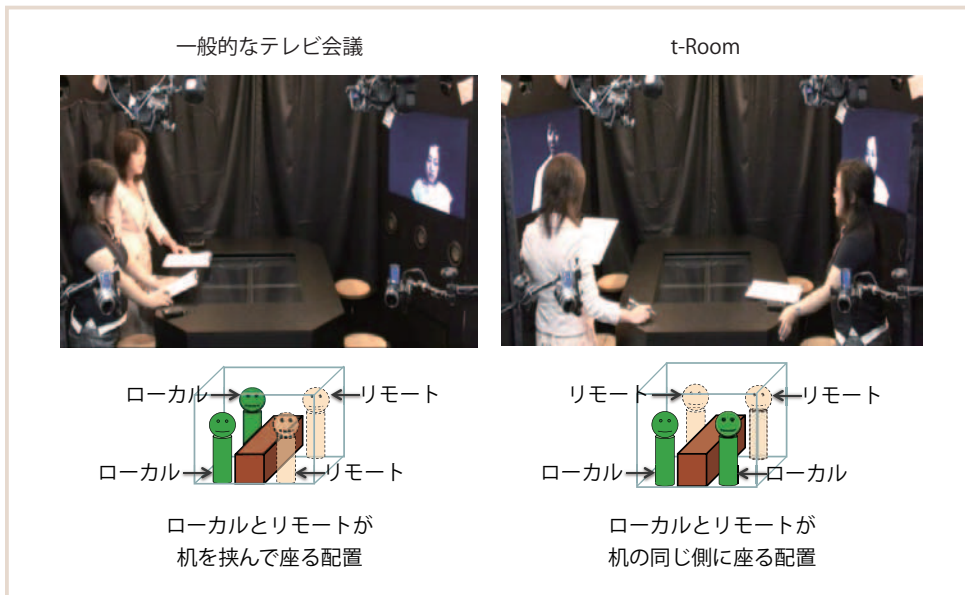 一般的なテレビ会議
t-Room
ローカル
リモート
ローカル
リモート
ローカルとリモートが
机を挟んで座る配置
リモート
リモート
ローカル
ローカル
ローカルとリモートが
机の同じ側に座る配置